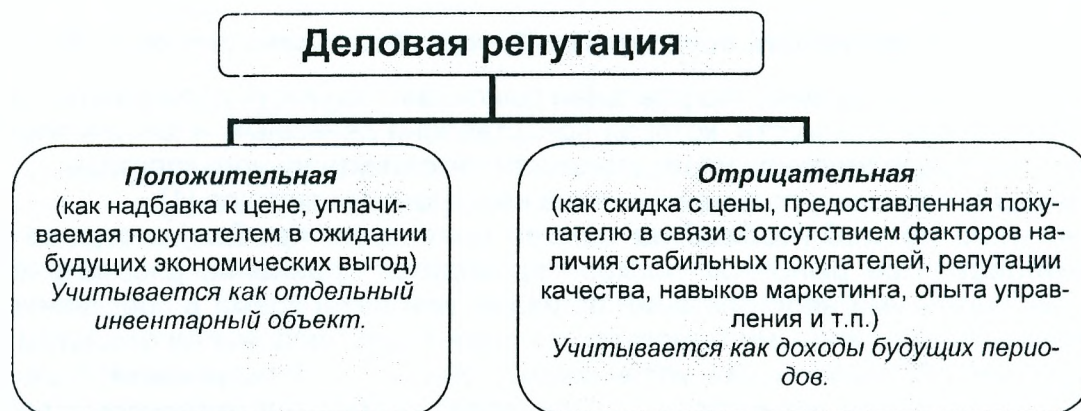 Деловая репутация
Положительная
(как надбавка к цене, уплачи-
ваемая покупателем в ожидании
будущих экономических выгод)
Учитывается как отдельный
инвентарный объект.
Отрицательная
(как скидка с цены, предоставленная поку-
пателю в связи с отсутствием факторов на-
личия стабильных покупателей, репутации
качества, навыков маркетинга, опыта управ-
ления и т.п.)
Учитывается как доходы будущих перио-
дов.